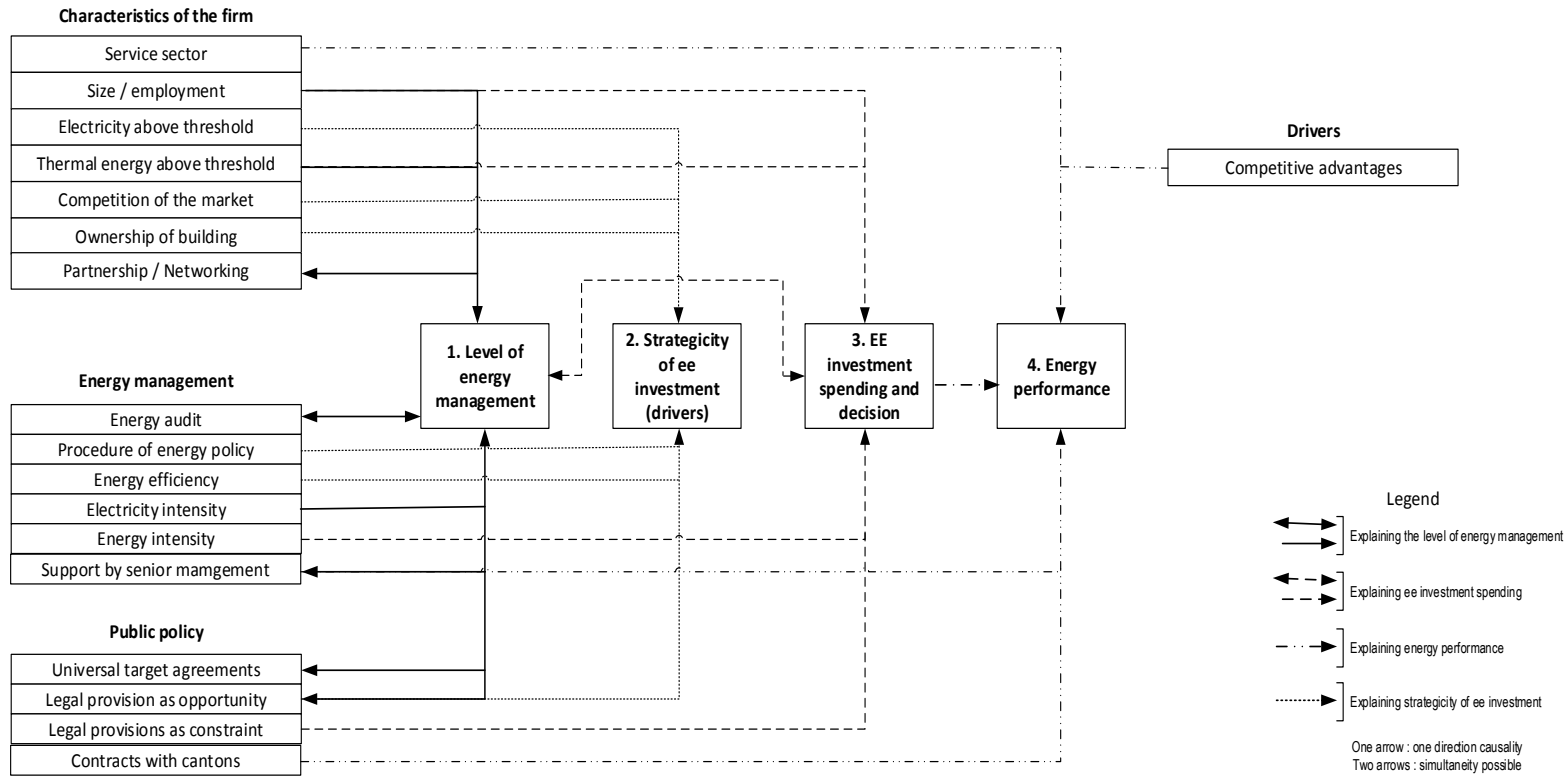 Characteristics of the firm
Service sector
Size / employment
Electricity above threshold
Thermal energy above threshold
Competition of the market
Ownership of building
Partnership / Networking
Drivers
Competitive advantages
1. Level of
energy
management
2. Strategicity
of ee
investment
(drivers)
3. EE
investment
spending and
decision
4. Energy
performance
Energy management
Energy audit
Procedure of energy policy
Energy efficiency
Electricity intensity
Energy intensity
Support by senior mamgement
Public policy
Universal target agreements
Legal provision as opportunity
Legal provisions as constraint
Contracts with cantons
Legend
Explaining the level of energy management
Explaining ee investment spending
Explaining energy performance
Explaining strategicity of ee investment
One arrow : one direction causality
Two arrows : simultaneity possible